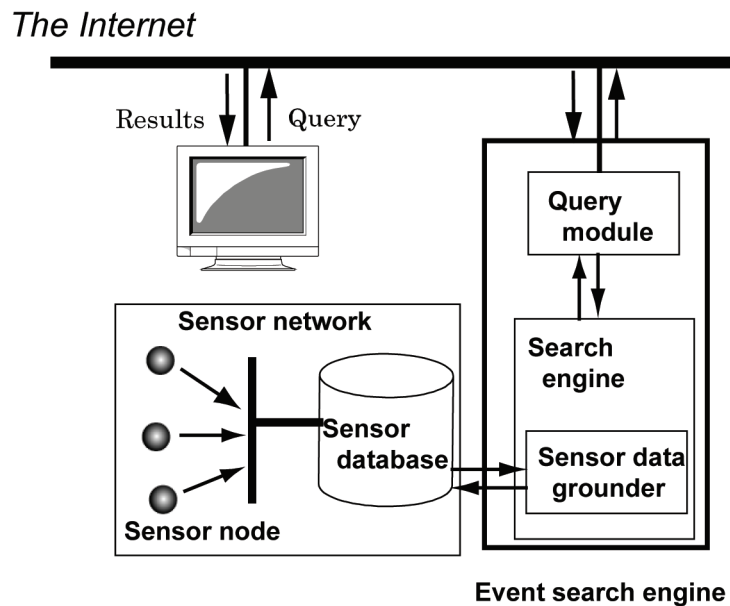 The Internet
Results
Query
Query
module
Sensor network
Search
engine
Sensor
database
Sensor data
grounder
Sensor node
Event search engine